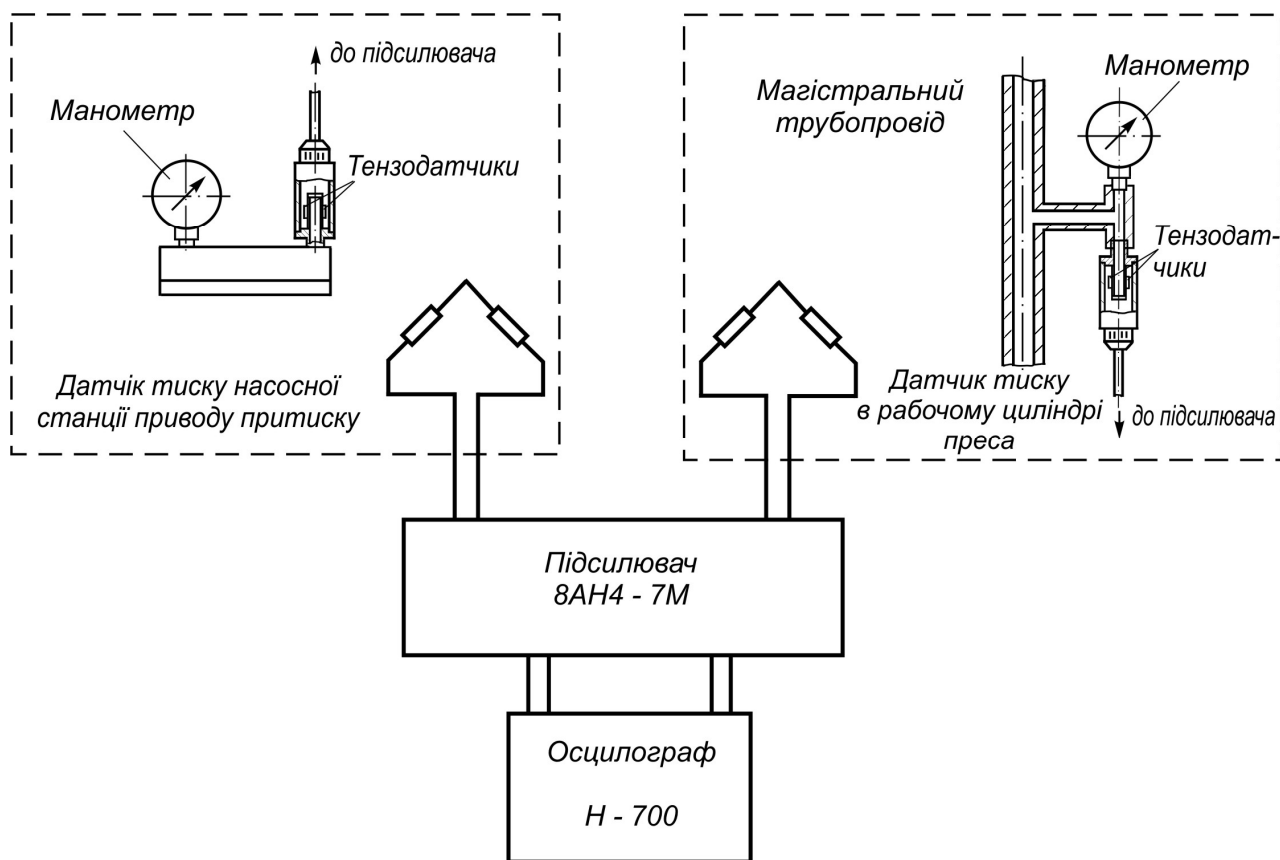 до підсилювача
Манометр
Тензодатчики
Датчік тиску насосної
станції приводу притиску
Магістральний
трубопровід
Манометр
Тензодат-
чики
Датчик тиску
в рабочому циліндрі
преса
до підсилювача
Підсилювач
8АН4 - 7М
Осцилограф
Н - 700